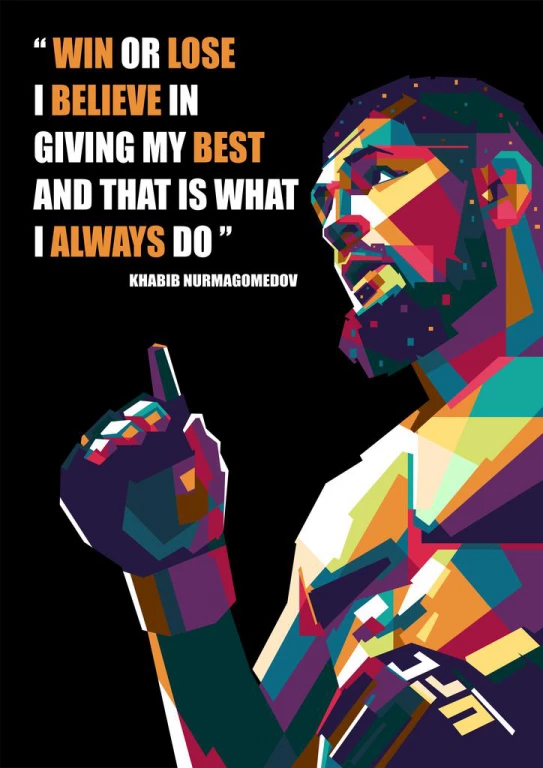 “ WIN OR LOSE
I BELIEVE IN
GIVING MY BEST
AND THAT IS WHAT
I ALWAYS DO ”
KHABIB NURMAGOMEDOV
UFC